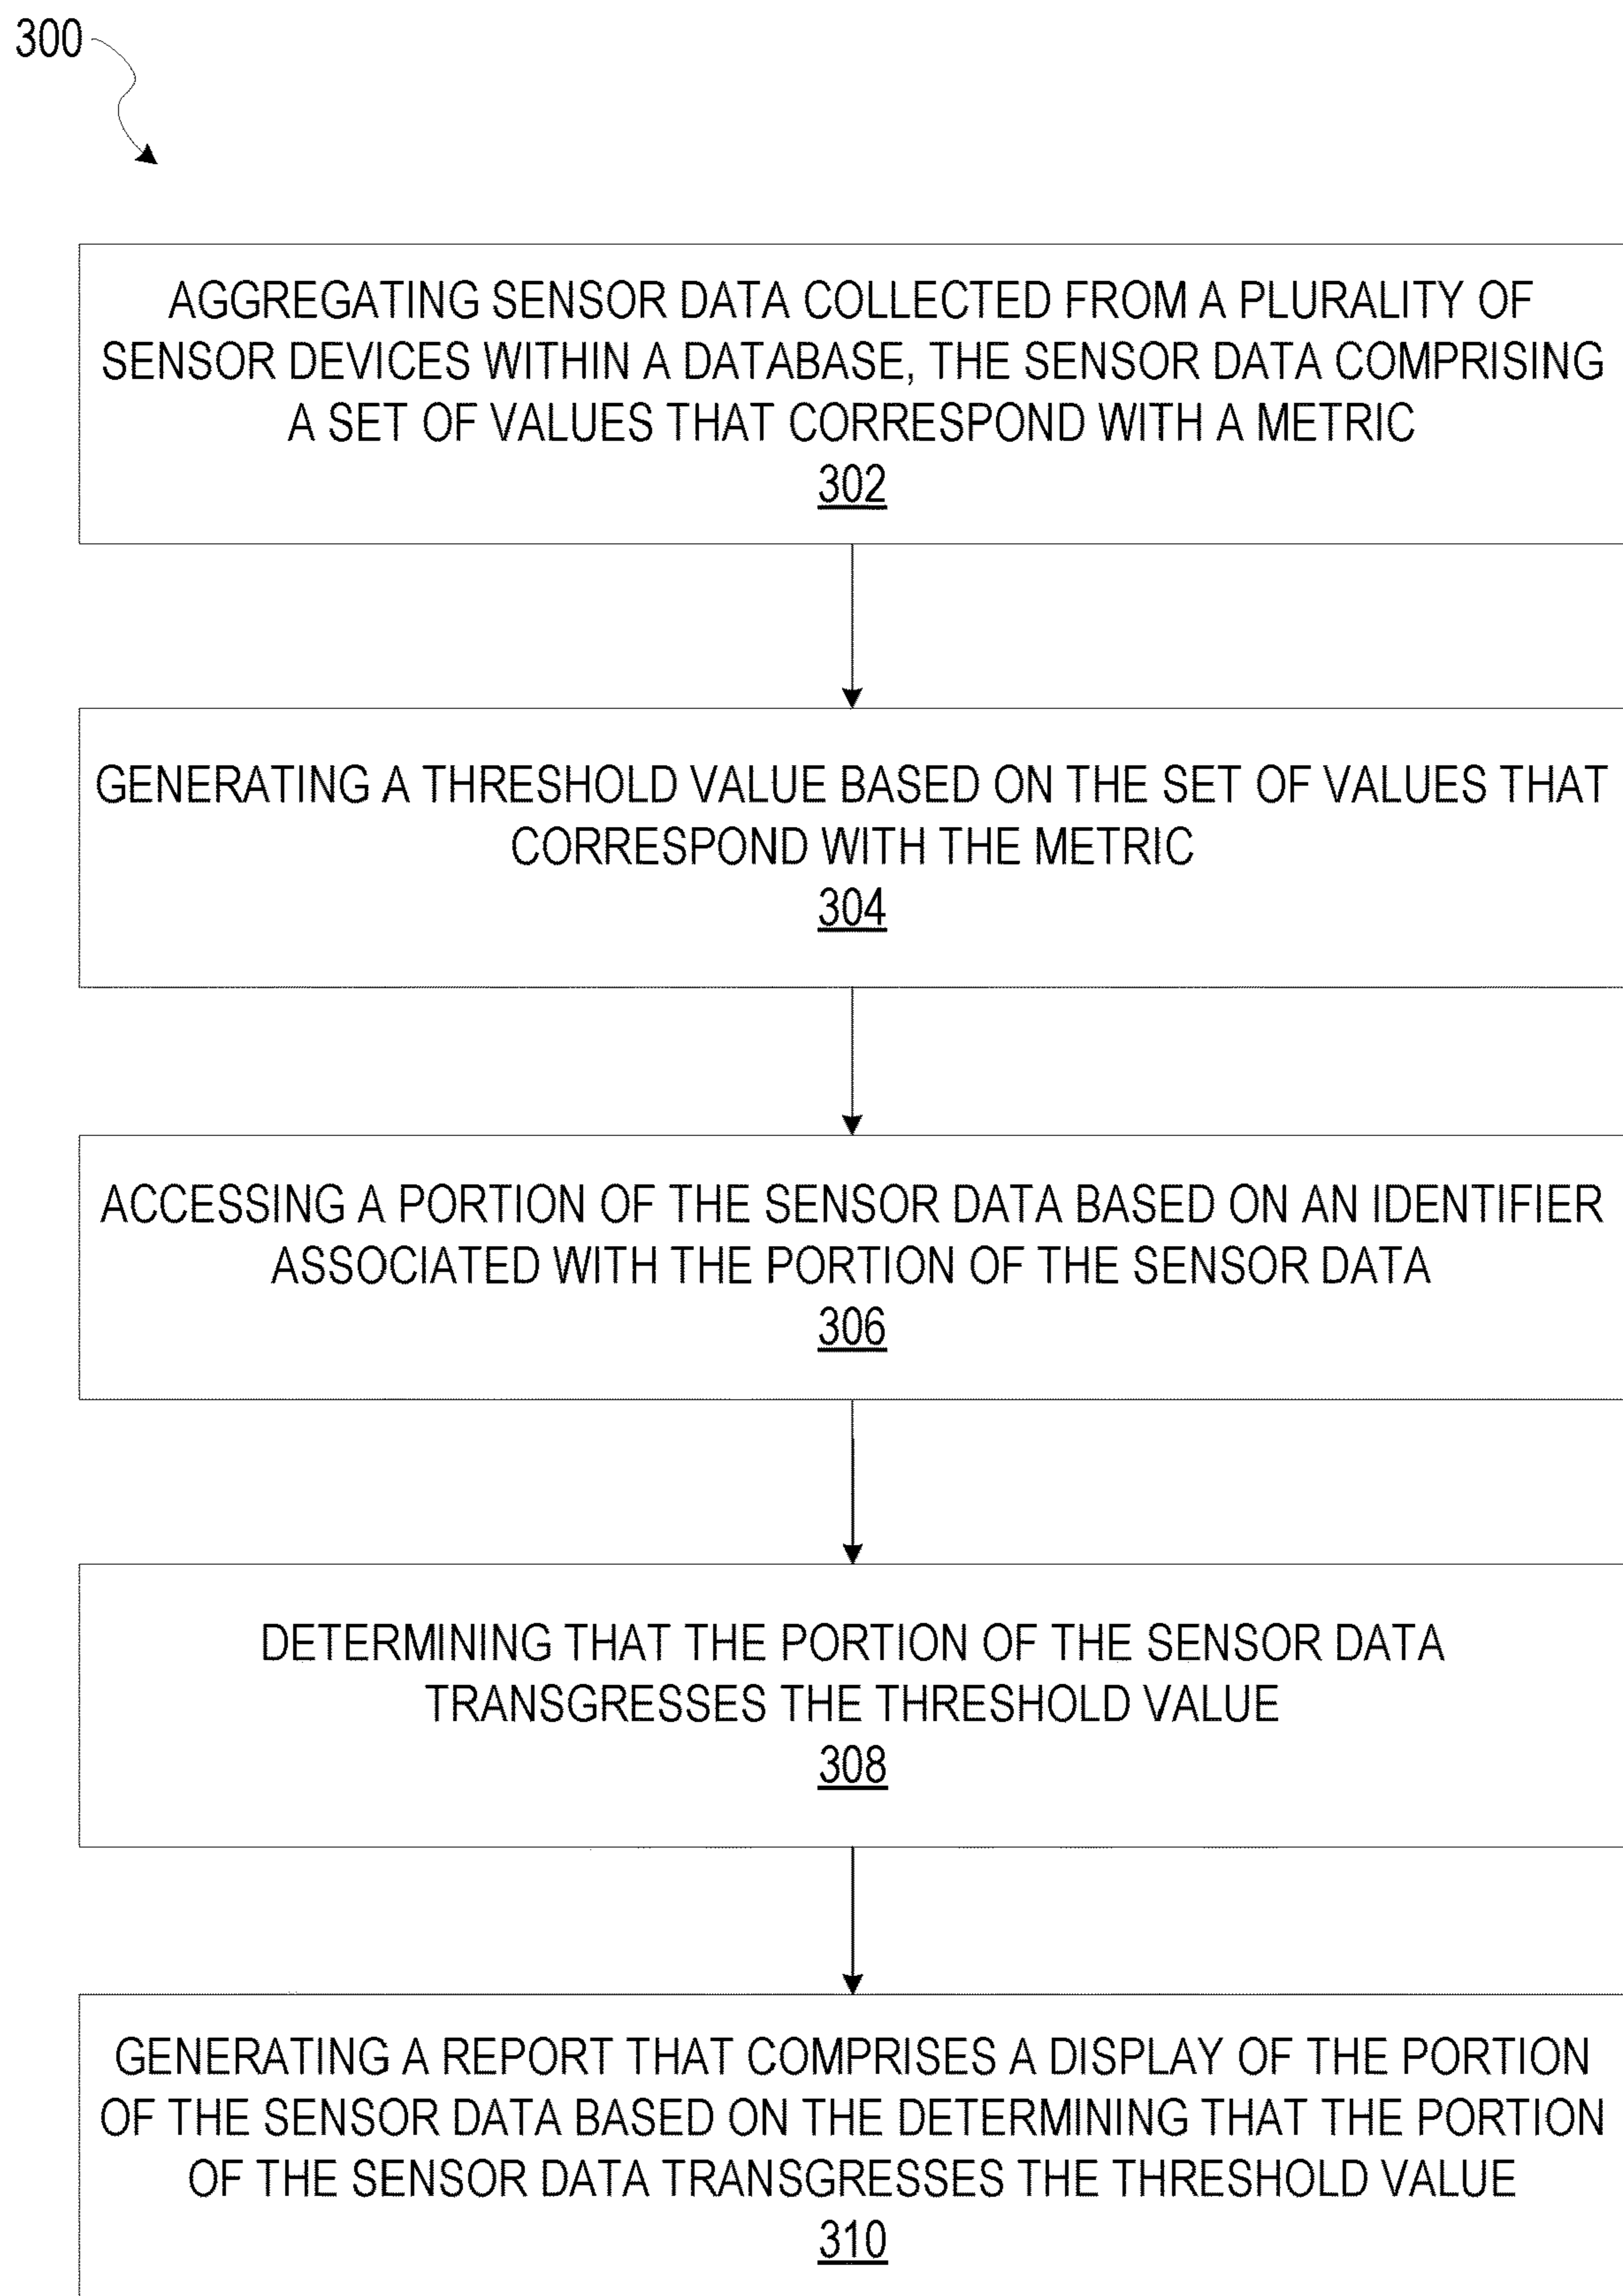 300
AGGREGATING SENSOR DATA COLLECTED FROM A PLURALITY OF
SENSOR DEVICES WITHIN A DATABASE, THE SENSOR DATA COMPRISING
A SET OF VALUES THAT CORRESPOND WITH A METRIC
302
GENERATING A THRESHOLD VALUE BASED ON THE SET OF VALUES THAT
CORRESPOND WITH THE METRIC
304
ACCESSING A PORTION OF THE SENSOR DATA BASED ON AN IDENTIFIER
ASSOCIATED WITH THE PORTION OF THE SENSOR DATA
306
DETERMINING THAT THE PORTION OF THE SENSOR DATA
TRANSGRESSES THE THRESHOLD VALUE
308
GENERATING A REPORT THAT COMPRISES A DISPLAY OF THE PORTION
OF THE SENSOR DATA BASED ON THE DETERMINING THAT THE PORTION
OF THE SENSOR DATA TRANSGRESSES THE THRESHOLD VALUE
310